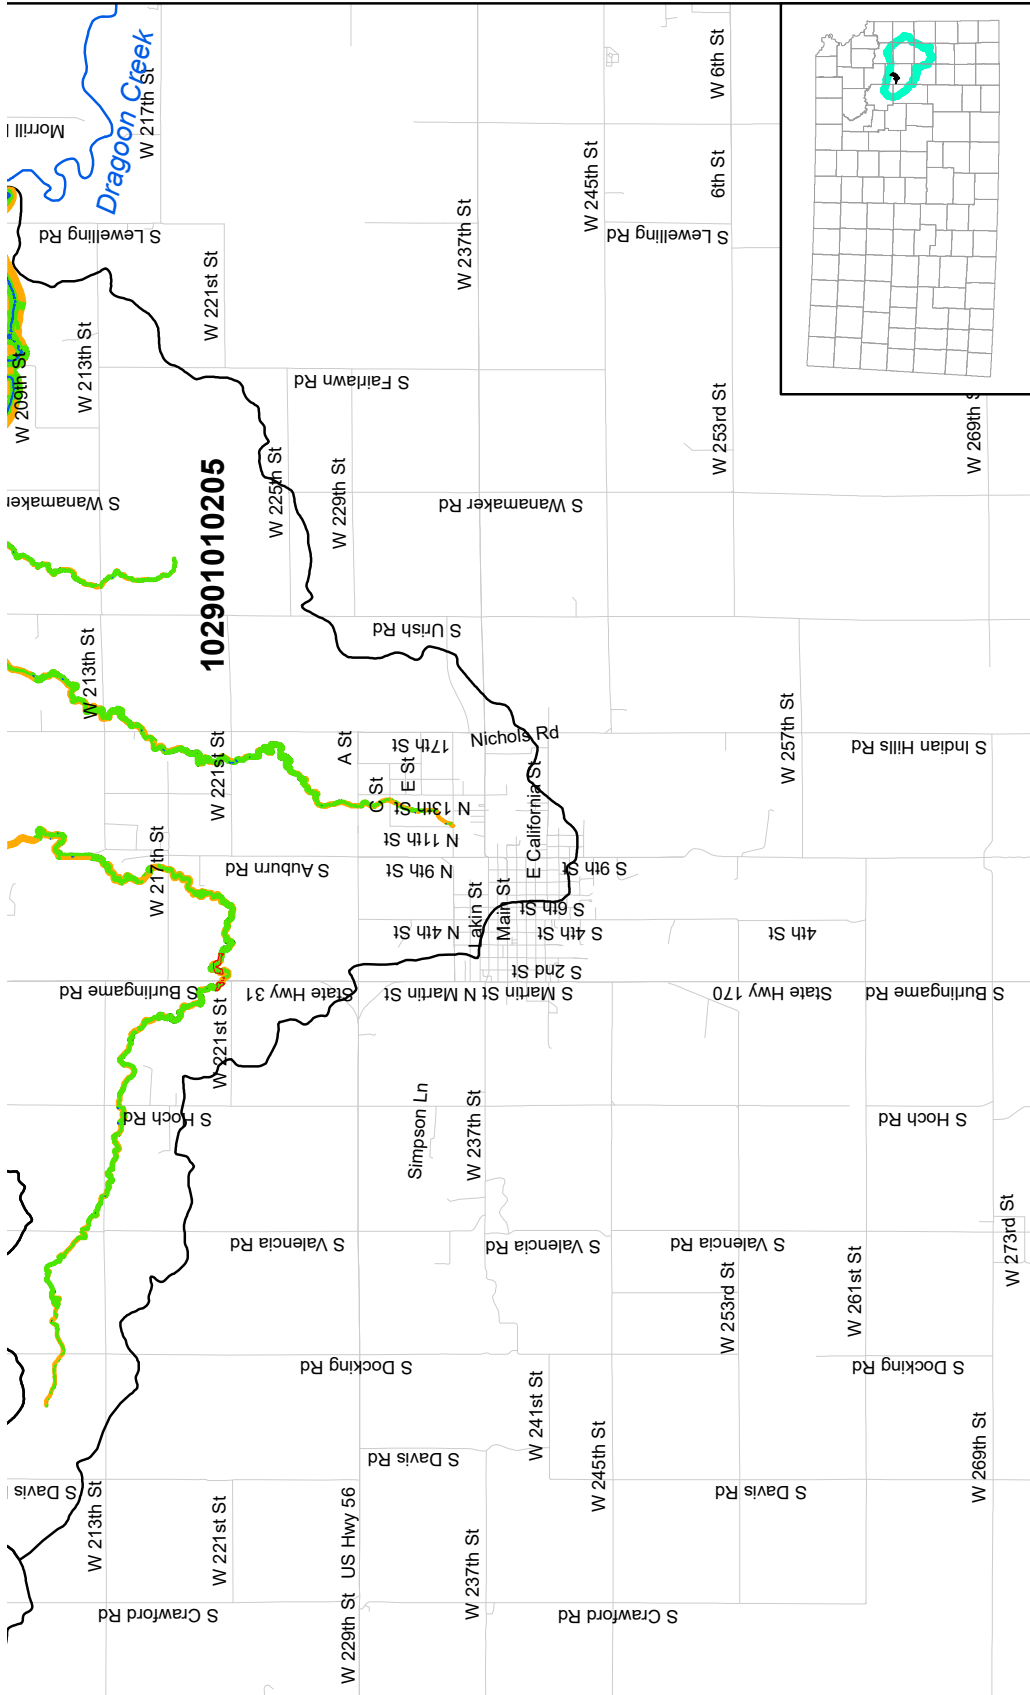 W 6th St
Dragoon Creek
W 217th St
Morrill
W 245th St
6th St
S Lewelling Rd
W 237th St
S Lewelling Rd
S Lewelling Rd
W 221st St
W 213th St
W 209th St
S Fairlawn Rd
W 253rd St
W 269th S
102901010205
W 225th St
W 229th St
S Wanamaker
S Wanamaker Rd
W 213th St
S Urish Rd
W 257th St
S Indian Hills Rd
Nichols Rd
17th St
A St
E St
C St
W 221st St
N 13th St
E California St
N 11th St
W 217th St
S Auburn Rd
N 9th St
S 9th St
Lakin St
Main St
S 6th St
N 4th St
S 4th St
4th St
S 2nd St
S Burlingame Rd
State Hwy 31
N Martin St
S Martin St
State Hwy 170
S Burlingame Rd
W 221st St
S Hoch Rd
Simpson Ln
W 237th St
S Hoch Rd
S Valencia Rd
S Valencia Rd
S Valencia Rd
W 273rd St
W 253rd St
W 261st St
S Docking Rd
S Docking Rd
W 241st St
S Davis Rd
W 245th St
W 269th St
S Davis
W 213th St
W 221st St
US Hwy 56
S Davis Rd
W 237th St
S Crawford Rd
W 229th St
S Crawford Rd